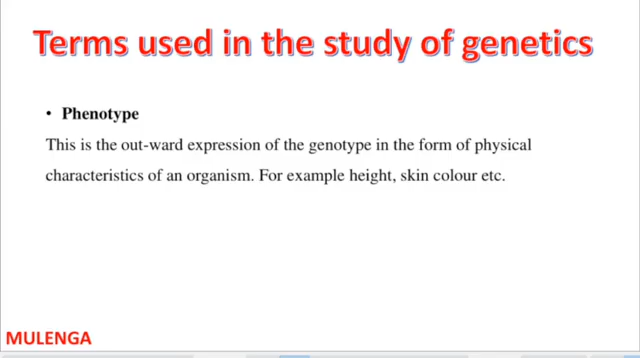 Terms used in the study of genetics
• Phenotype
This is the out-ward expression of the genotype in the form of physical
characteristics of an organism. For example height, skin colour etc.
MULENGA